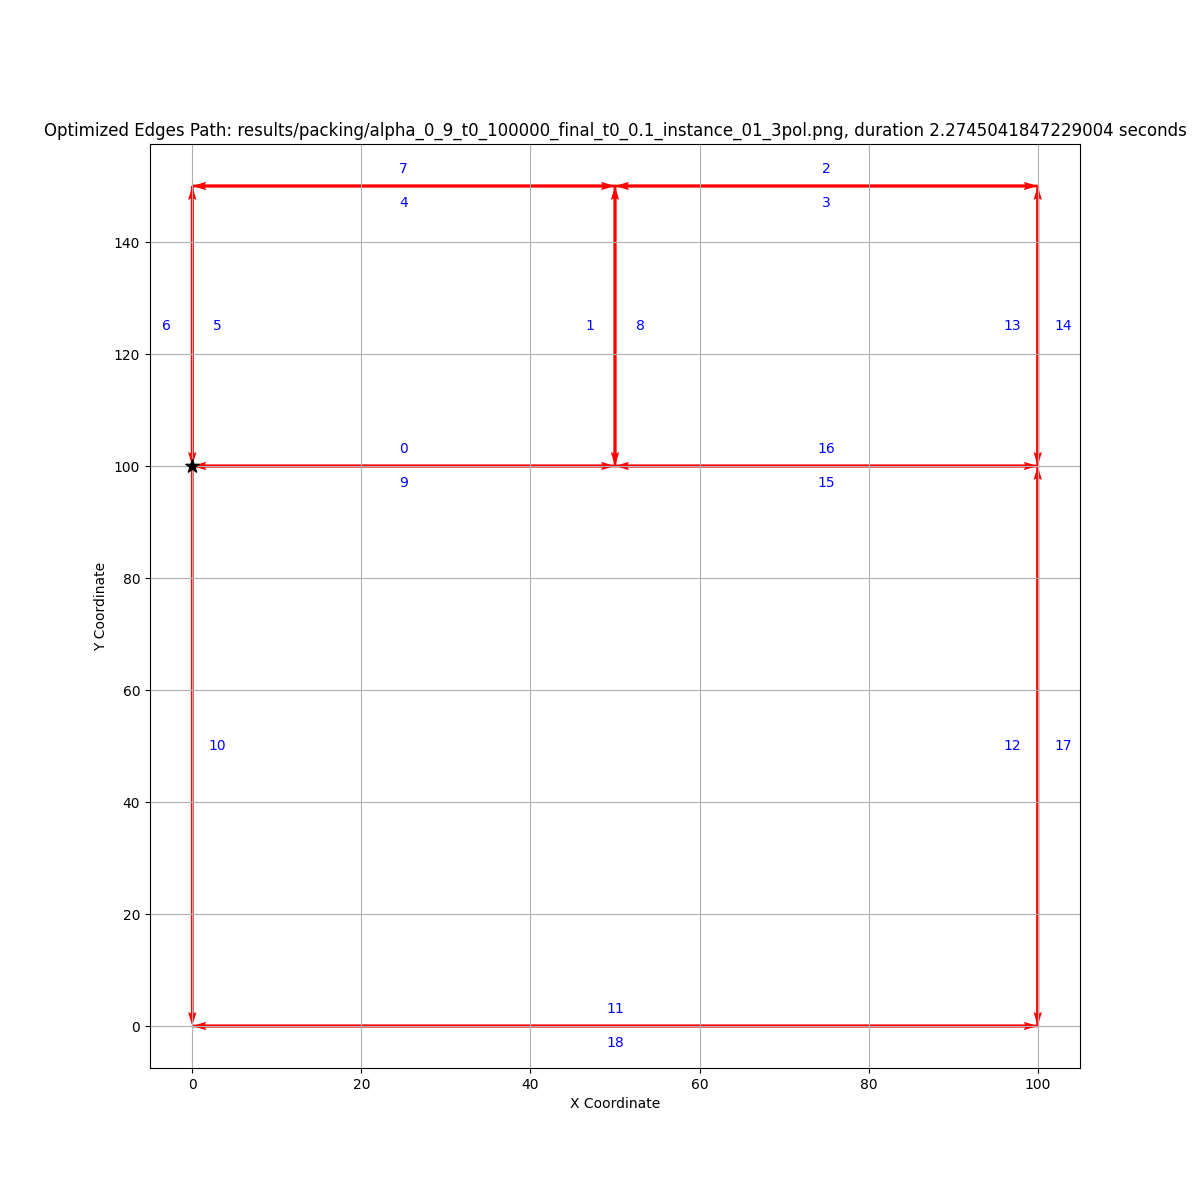 Optimized Edges Path: results/packing/alpha_0_9_t0_100000_final_t0_0.1_instance_01_3pol.png, duration 2.2745041847229004 seconds
7 2
4 3
140
6 5 1 8 13 14
120
0 16
100
9 15
80
Y Coordinate
60
10 12 17
40
20
11
0
18
0 20 40 60 80 100
X Coordinate